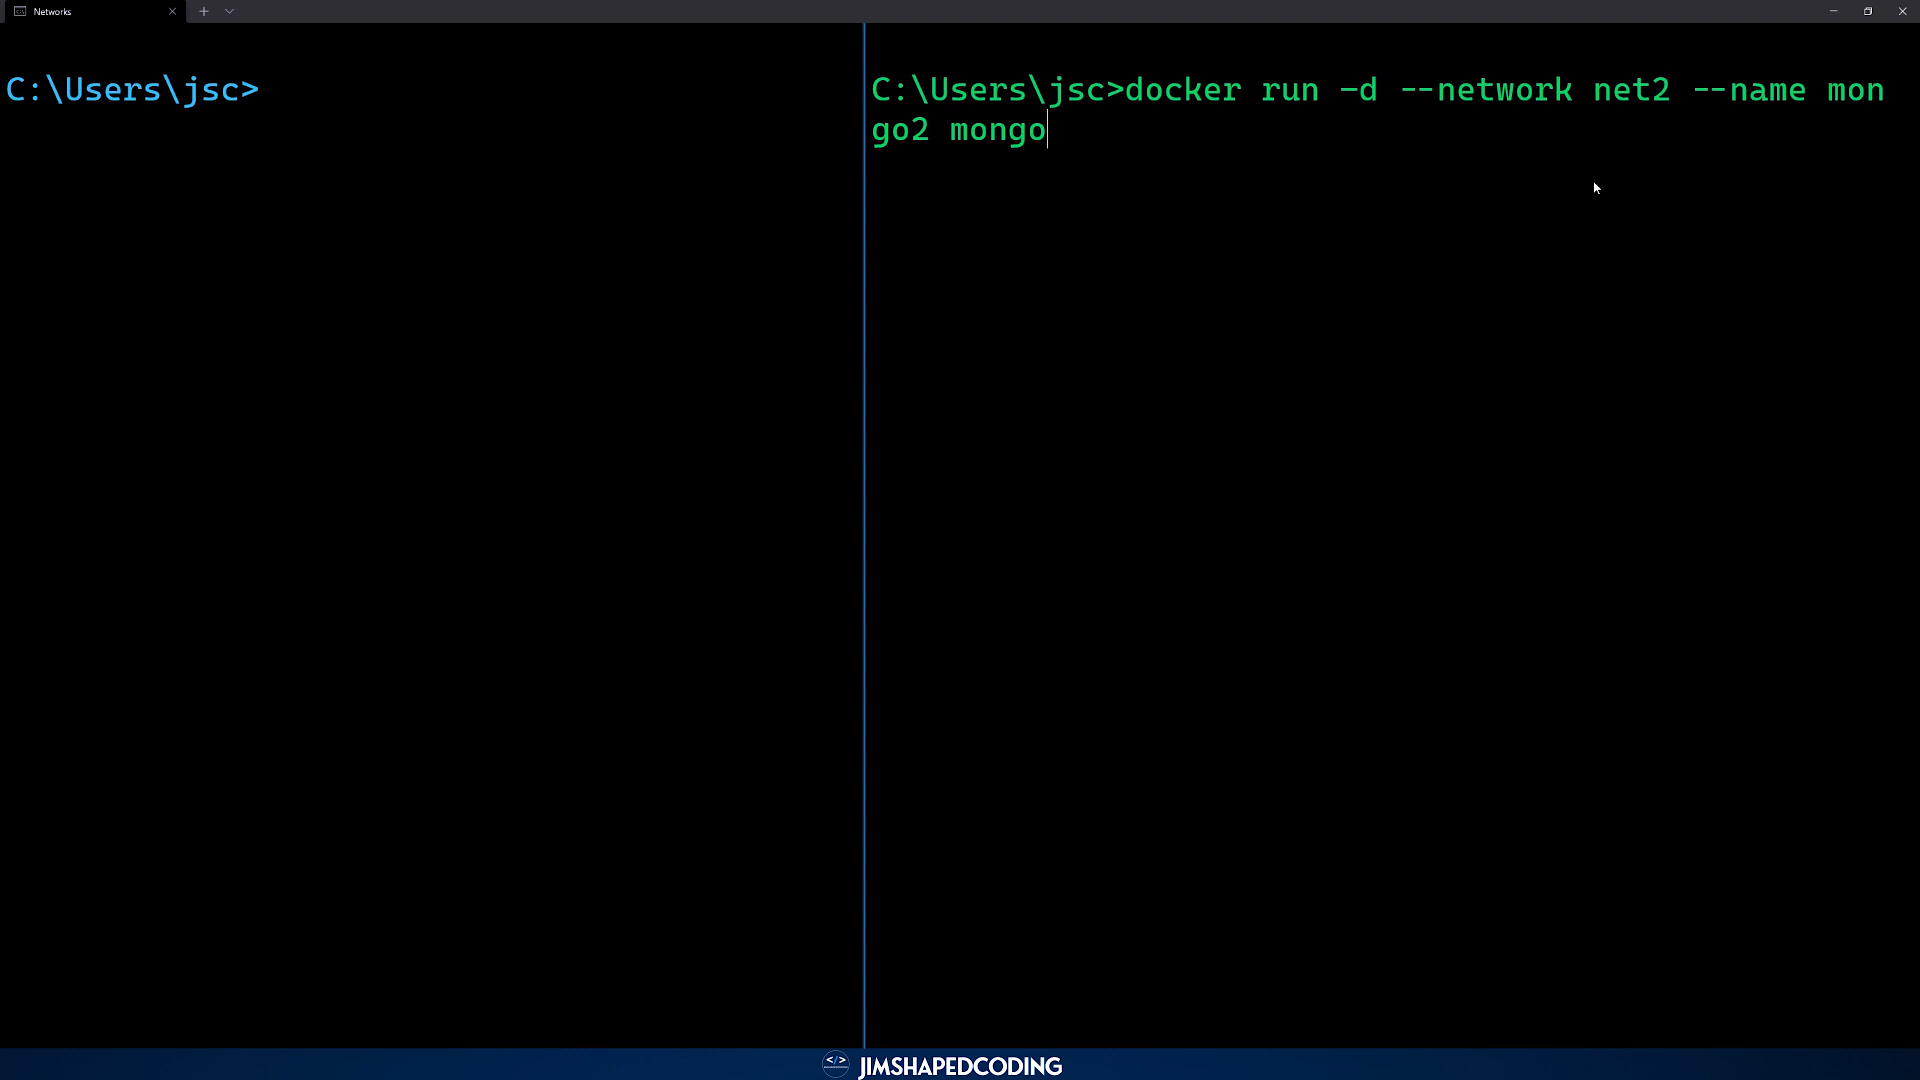 Networks
C:\Users\jsc>
C:\Users\jsc>docker run -d --network net2 --name mon
go2 mongo
</> JIMSHAPEDCODING